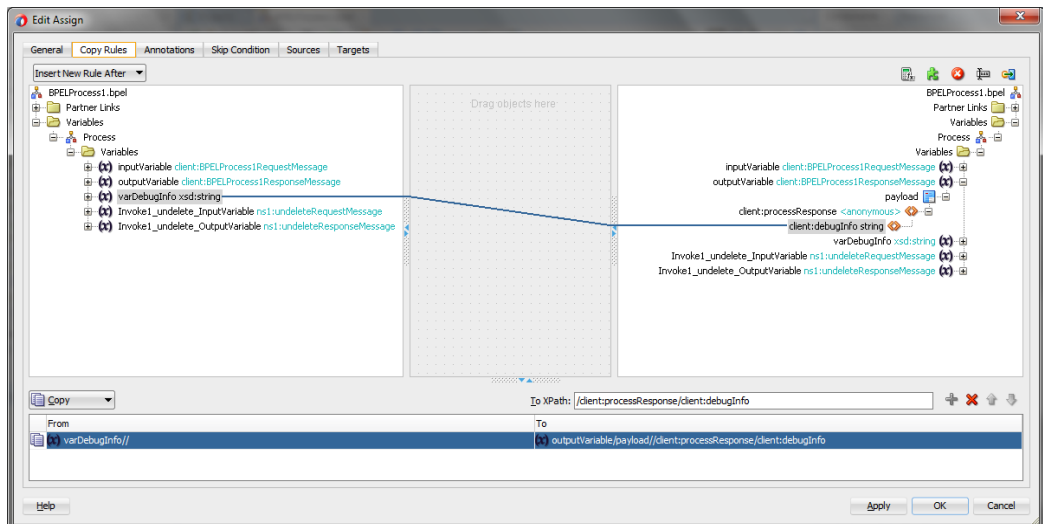 Edit Assign
General Copy Rules Annotations Skip Condition Sources Targets
Insert New Rule After
BPELProcess1.bpel
Partner Links
Variables
Process
Variables
(x) inputVariable client:BPELProcess1RequestMessage
(x) outputVariable client:BPELProcess1ResponseMessage
(x) varDebugInfo xsd:string
(x) Invoke1_undelete_InputVariable ns1:undeleteRequestMessage
(x) Invoke1_undelete_OutputVariable ns1:undeleteResponseMessage
Drag objects here
BPELProcess1.bpel
Partner Links
Variables
Process
Variables
inputVariable client:BPELProcess1RequestMessage (x)
outputVariable client:BPELProcess1ResponseMessage (x)
payload
client:processResponse <anonymous>
client:debugInfo string
varDebugInfo xsd:string (x)
Invoke1_undelete_InputVariable ns1:undeleteRequestMessage (x)
Invoke1_undelete_OutputVariable ns1:undeleteResponseMessage (x)
Copy
To XPath: /client:processResponse/client:debugInfo
From To
(x) varDebugInfo// (x) outputVariable/payload//client:processResponse/client:debugInfo
Help Apply OK Cancel